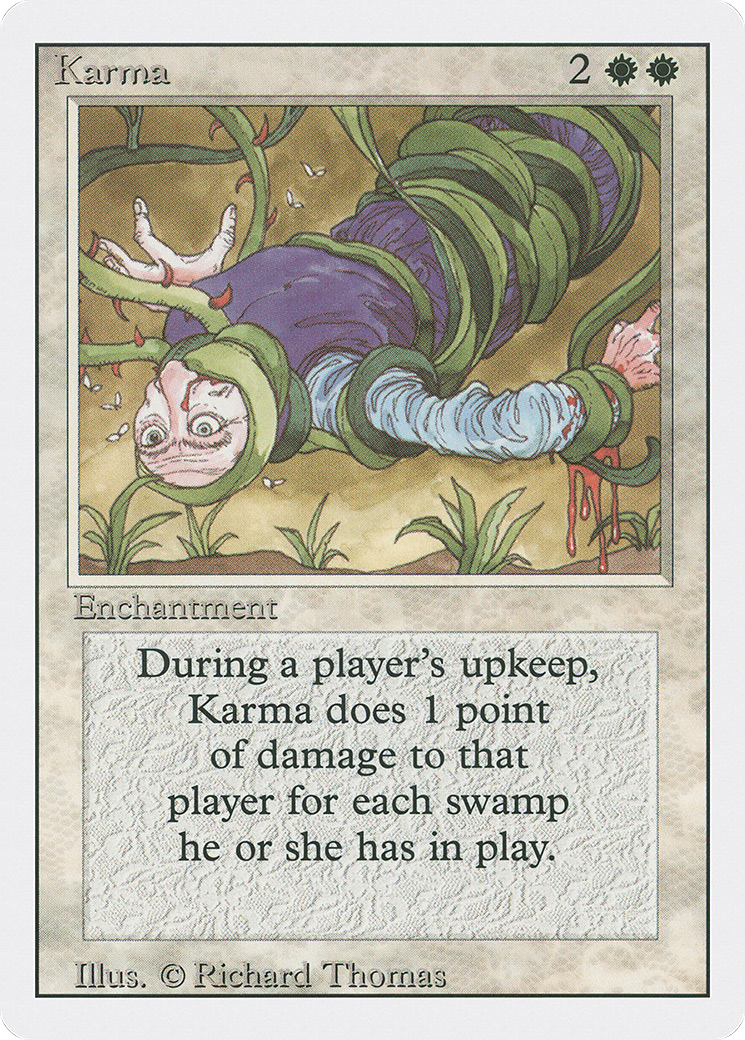 Karma 2
Enchantment
During a player's upkeep,
Karma does 1 point
of damage to that
player for each swamp
he or she has in play.
Illus. © Richard Thomas